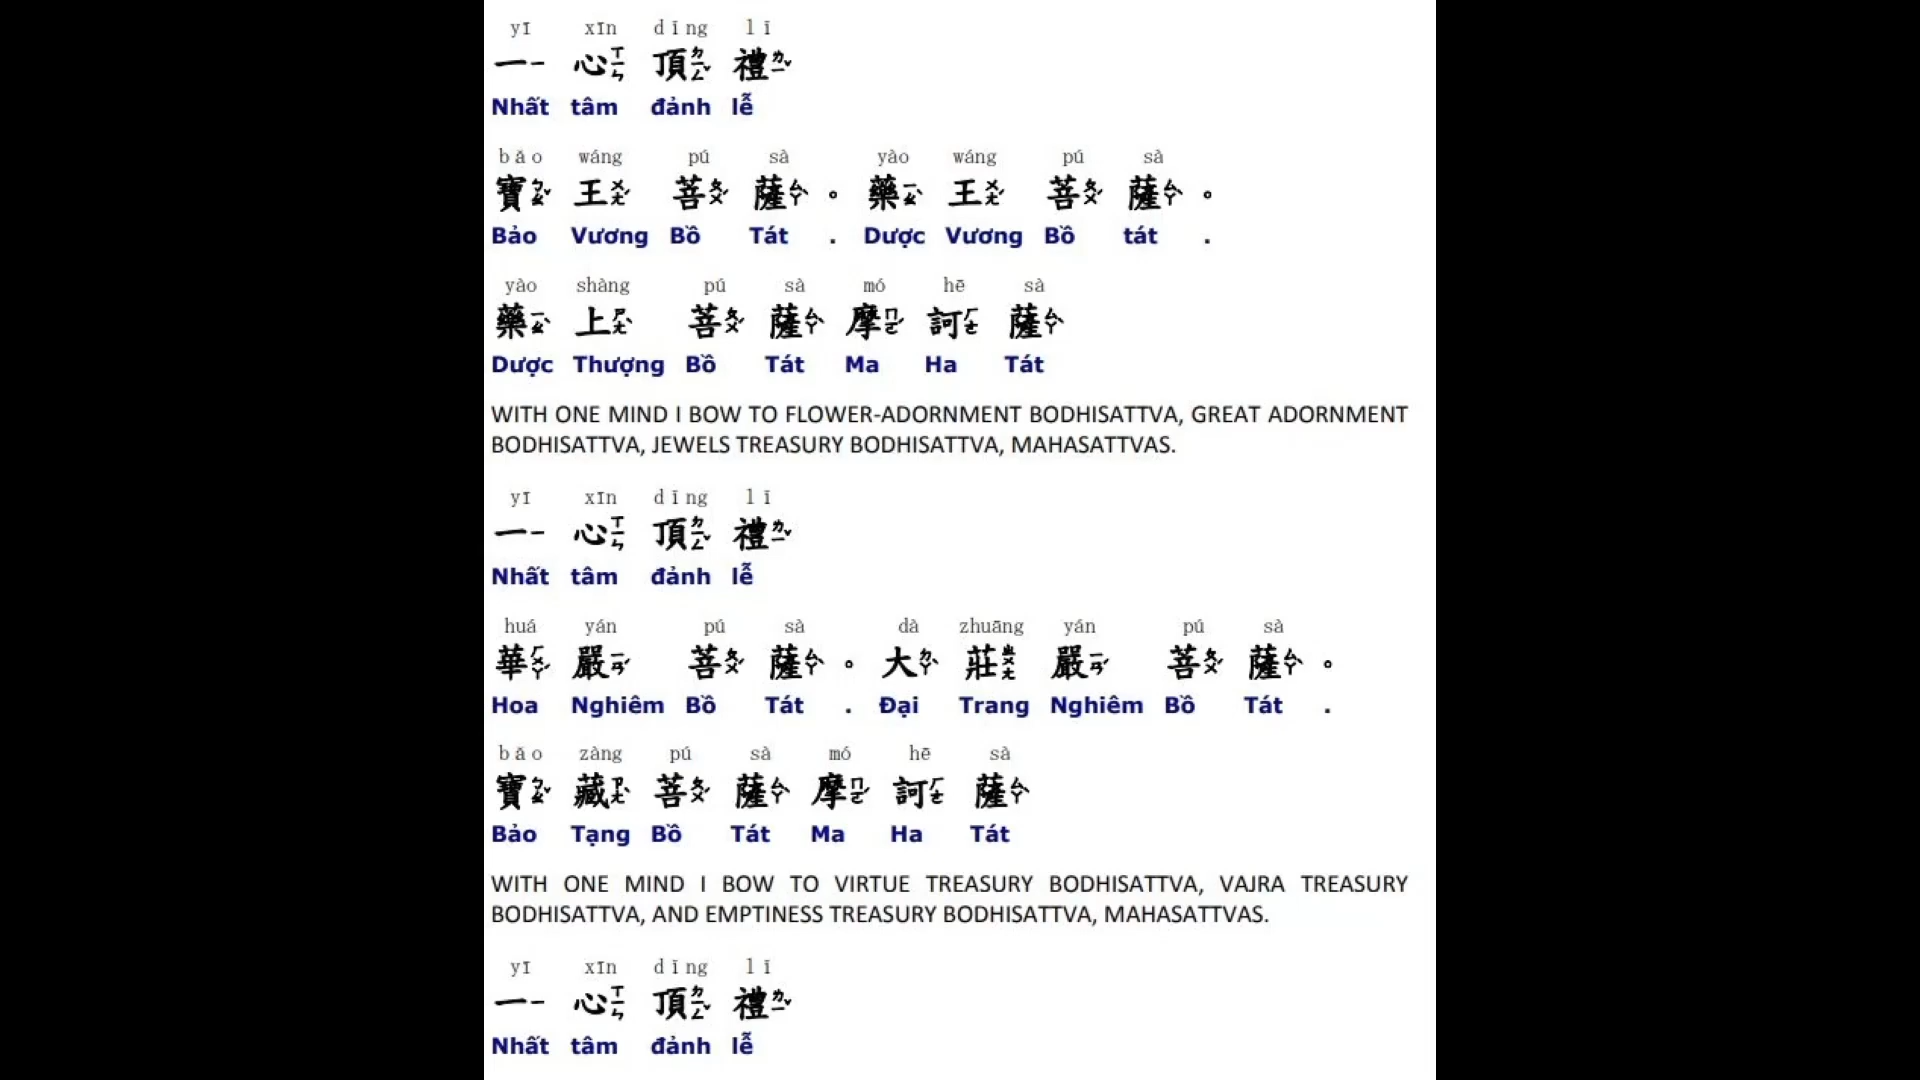 yī xīn dǐng lǐ
一 心 頂 禮
Nhất tâm đảnh lễ
bǎo wáng pú sà yào wáng pú sà
寶 王 菩 薩 。 藥 王 菩 薩 。
Bảo Vương Bồ Tát . Dược Vương Bồ tát .
yào shàng pú sà mó hē sà
藥 上 菩 薩 摩 訶 薩
Dược Thượng Bồ Tát Ma Ha Tát
WITH ONE MIND I BOW TO FLOWER-ADORNMENT BODHISATTVA, GREAT ADORNMENT
BODHISATTVA, JEWELS TREASURY BODHISATTVA, MAHASATTVAS.
yī xīn dǐng lǐ
一 心 頂 禮
Nhất tâm đảnh lễ
huá yán pú sà dà zhuāng yán pú sà
華 嚴 菩 薩 。 大 莊 嚴 菩 薩 。
Hoa Nghiêm Bồ Tát . Đại Trang Nghiêm Bồ Tát .
bǎo zàng pú sà mó hē sà
寶 藏 菩 薩 摩 訶 薩
Bảo Tạng Bồ Tát Ma Ha Tát
WITH ONE MIND I BOW TO VIRTUE TREASURY BODHISATTVA, VAJRA TREASURY
BODHISATTVA, AND EMPTINESS TREASURY BODHISATTVA, MAHASATTVAS.
yī xīn dǐng lǐ
一 心 頂 禮
Nhất tâm đảnh lễ